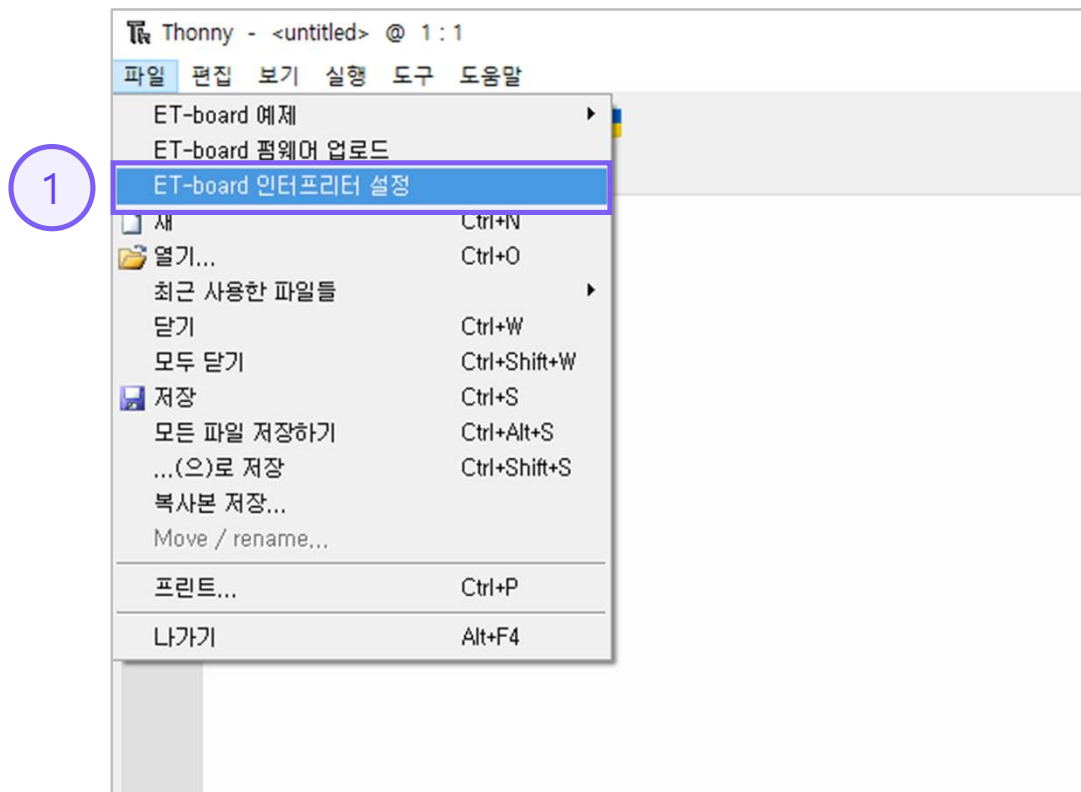 Thonny - <untitled> @ 1 : 1
파일 편집 보기 실행 도구 도움말
ET-board 예제
ET-board 펌웨어 업로드
1 ET-board 인터프리터 설정
새 Ctrl+N
열기... Ctrl+O
최근 사용한 파일들
닫기 Ctrl+W
모두 닫기 Ctrl+Shift+W
저장 Ctrl+S
모든 파일 저장하기 Ctrl+Alt+S
...(으)로 저장 Ctrl+Shift+S
복사본 저장...
Move / rename...
프린트... Ctrl+P
나가기 Alt+F4